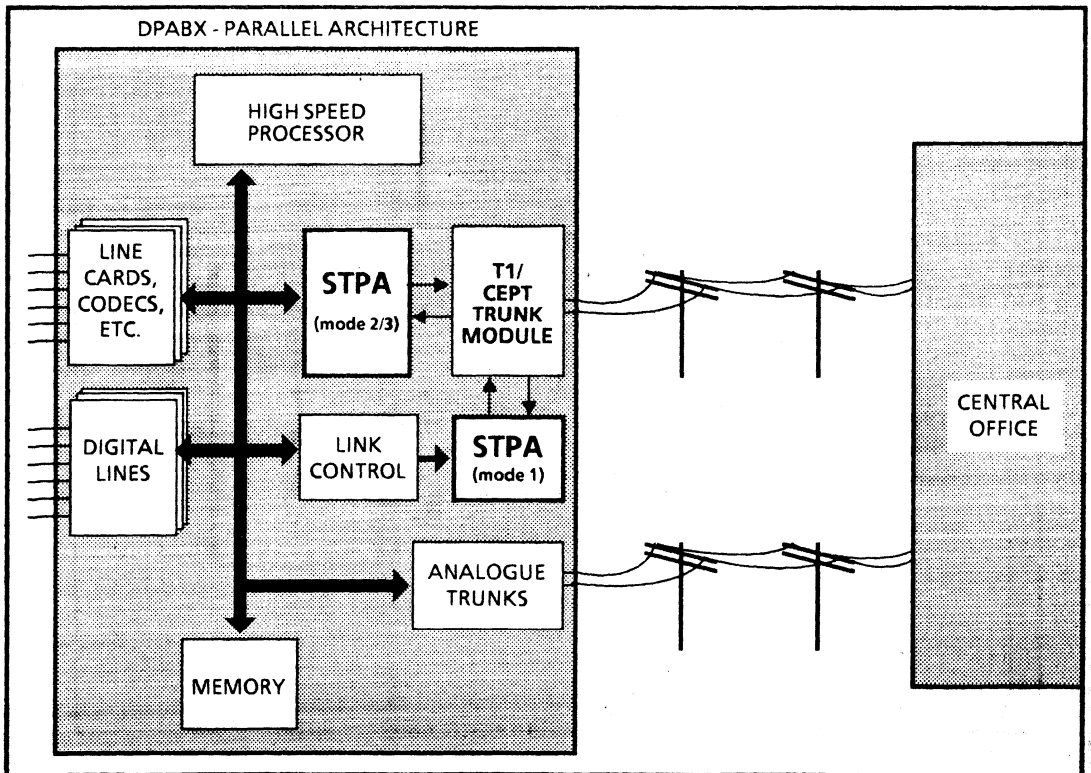 DPABX - PARALLEL ARCHITECTURE
HIGH SPEED
PROCESSOR
LINE
CARDS,
CODECS,
ETC.
STPA
(mode 2/3)
T1/
CEPT
TRUNK
MODULE
DIGITAL
LINES
LINK
CONTROL
STPA
(mode 1)
CENTRAL
OFFICE
ANALOGUE
TRUNKS
MEMORY